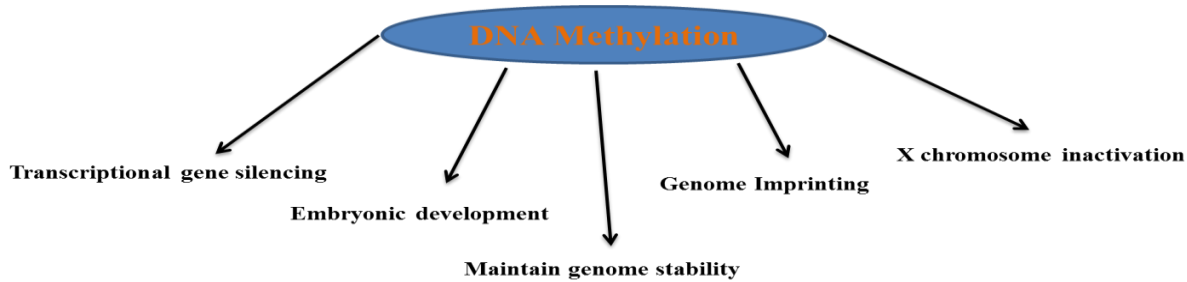 DNA Methylation
Transcriptional gene silencing
Embryonic development
Maintain genome stability
Genome Imprinting
X chromosome inactivation